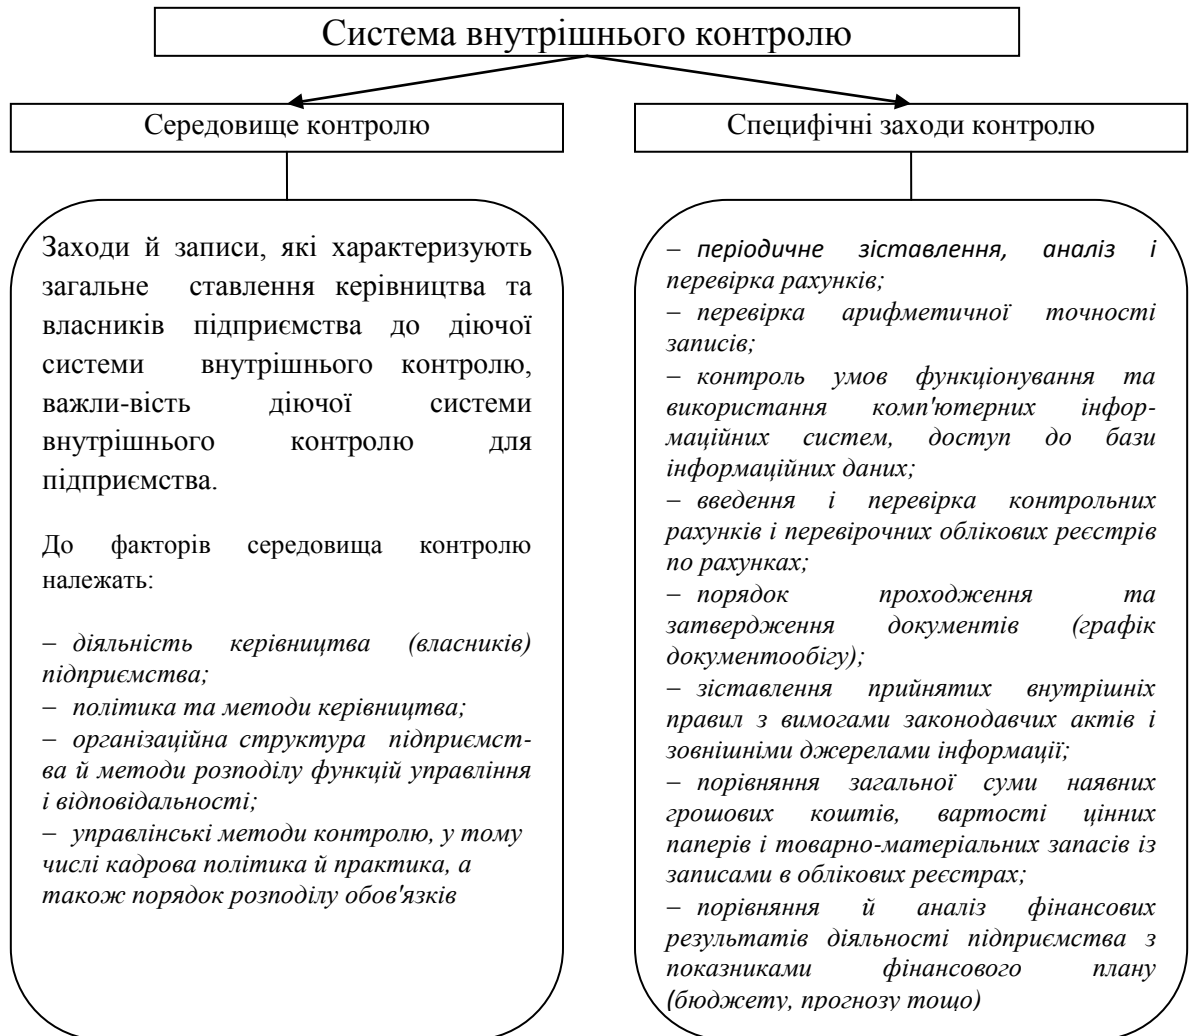 Система внутрішнього контролю
Середовище контролю
Заходи й записи, які характеризують
загальне ставлення керівництва та
власників підприємства до діючої
системи внутрішнього контролю,
важли-вість діючої системи
внутрішнього контролю для
підприємства.
До факторів середовища контролю
належать:
– діяльність керівництва (власників)
підприємства;
– політика та методи керівництва;
– організаційна структура підприємст-
ва й методи розподілу функцій управління
і відповідальності;
– управлінські методи контролю, у тому
числі кадрова політика й практика, а
також порядок розподілу обов'язків
Специфічні заходи контролю
– періодичне зіставлення, аналіз і
перевірка рахунків;
– перевірка арифметичної точності
записів;
– контроль умов функціонування та
використання комп'ютерних інфор-
маційних систем, доступ до бази
інформаційних даних;
– введення і перевірка контрольних
рахунків і перевірочних облікових реєстрів
по рахунках;
– порядок проходження та
затвердження документів (графік
документообігу);
– зіставлення прийнятих внутрішніх
правил з вимогами законодавчих актів і
зовнішніми джерелами інформації;
– порівняння загальної суми наявних
грошових коштів, вартості цінних
паперів і товарно-матеріальних запасів із
записами в облікових реєстрах;
– порівняння й аналіз фінансових
результатів діяльності підприємства з
показниками фінансового плану
(бюджету, прогнозу тощо)